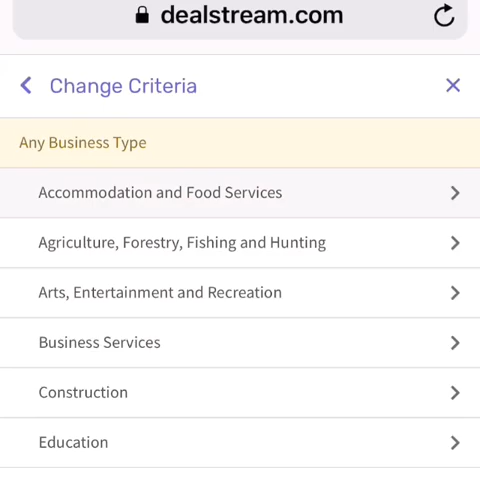 dealstream.com
Change Criteria
Any Business Type
Accommodation and Food Services
Agriculture, Forestry, Fishing and Hunting
Arts, Entertainment and Recreation
Business Services
Construction
Education